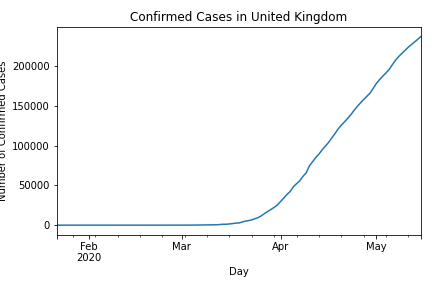 Confirmed Cases in United Kingdom
Number of Confirmed Cases
200000
150000
100000
50000
0
Feb
2020
Mar
Apr
May
Day